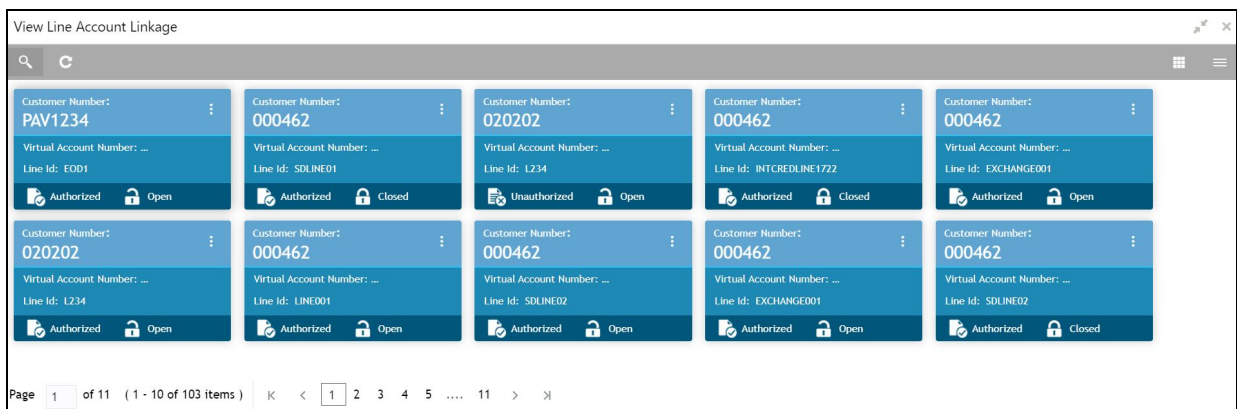 View Line Account Linkage
Customer Number:
PAV1234
Virtual Account Number: ...
Line Id: EOD1
Authorized Open
Customer Number:
000462
Virtual Account Number: ...
Line Id: SDLINE01
Authorized Closed
Customer Number:
020202
Virtual Account Number: ...
Line Id: L234
Unauthorized Open
Customer Number:
000462
Virtual Account Number: ...
Line Id: INTCREDLINE1722
Authorized Closed
Customer Number:
000462
Virtual Account Number: ...
Line Id: EXCHANGE001
Authorized Open
Customer Number:
020202
Virtual Account Number: ...
Line Id: L234
Authorized Open
Customer Number:
000462
Virtual Account Number: ...
Line Id: LINE001
Authorized Open
Customer Number:
000462
Virtual Account Number: ...
Line Id: SDLINE02
Authorized Open
Customer Number:
000462
Virtual Account Number: ...
Line Id: EXCHANGE001
Authorized Open
Customer Number:
000462
Virtual Account Number: ...
Line Id: SDLINE02
Authorized Closed
Page 1 of 11 ( 1 - 10 of 103 items ) 1 2 3 4 5 .... 11